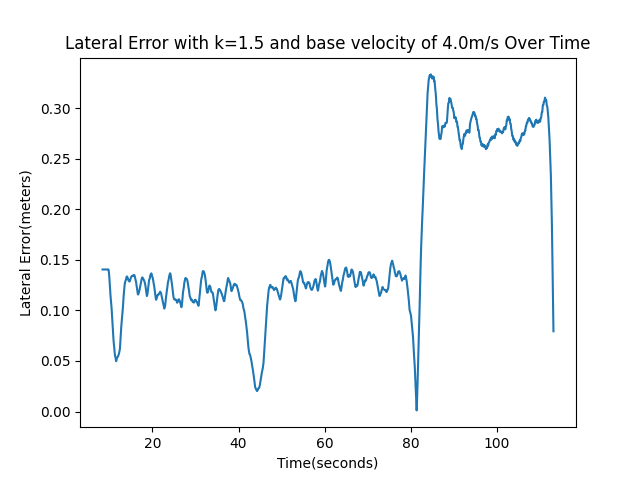 Lateral Error with k=1.5 and base velocity of 4.0m/s Over Time
0.30
0.25
0.20
0.15
0.10
0.05
0.00
Lateral Error(meters)
20 40 60 80 100
Time(seconds)